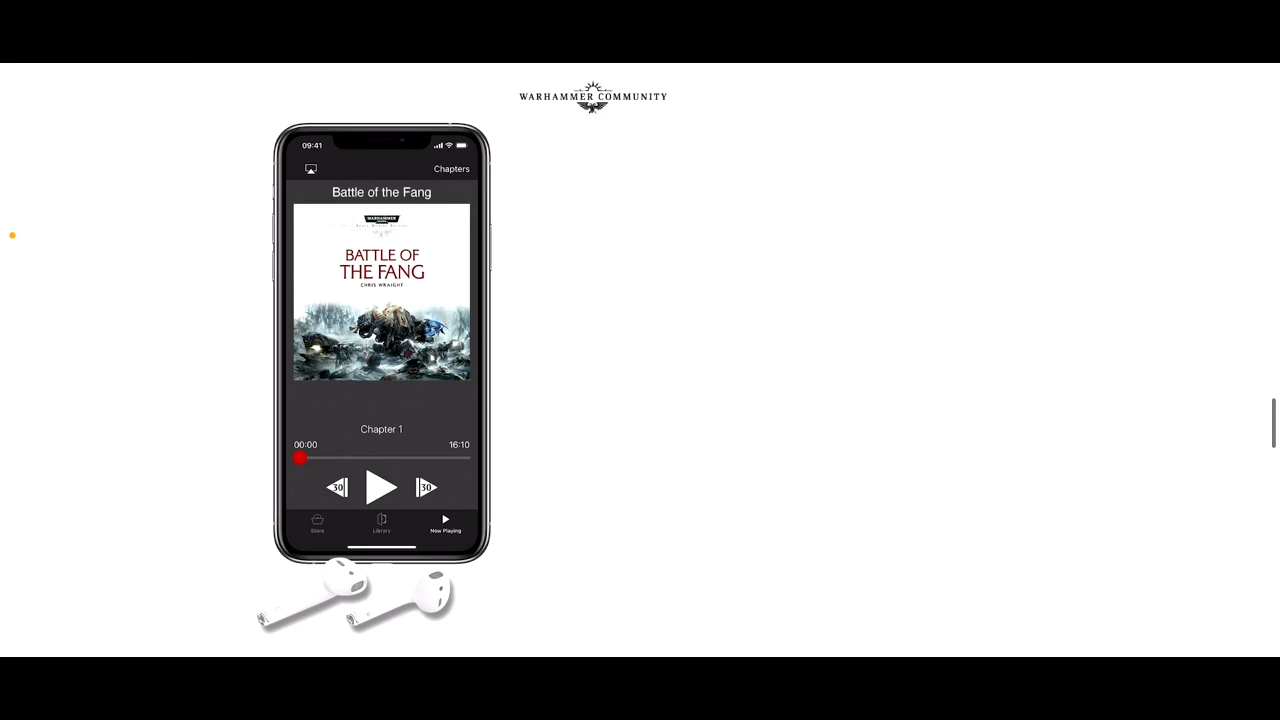 WARHAMMER COMMUNITY
09:41
Chapters
Battle of the Fang
WARHAMMER
BATTLE OF
THE FANG
CHRIS WRAIGHT
Chapter 1
00:00 16:10
30 30
Store Library Now Playing